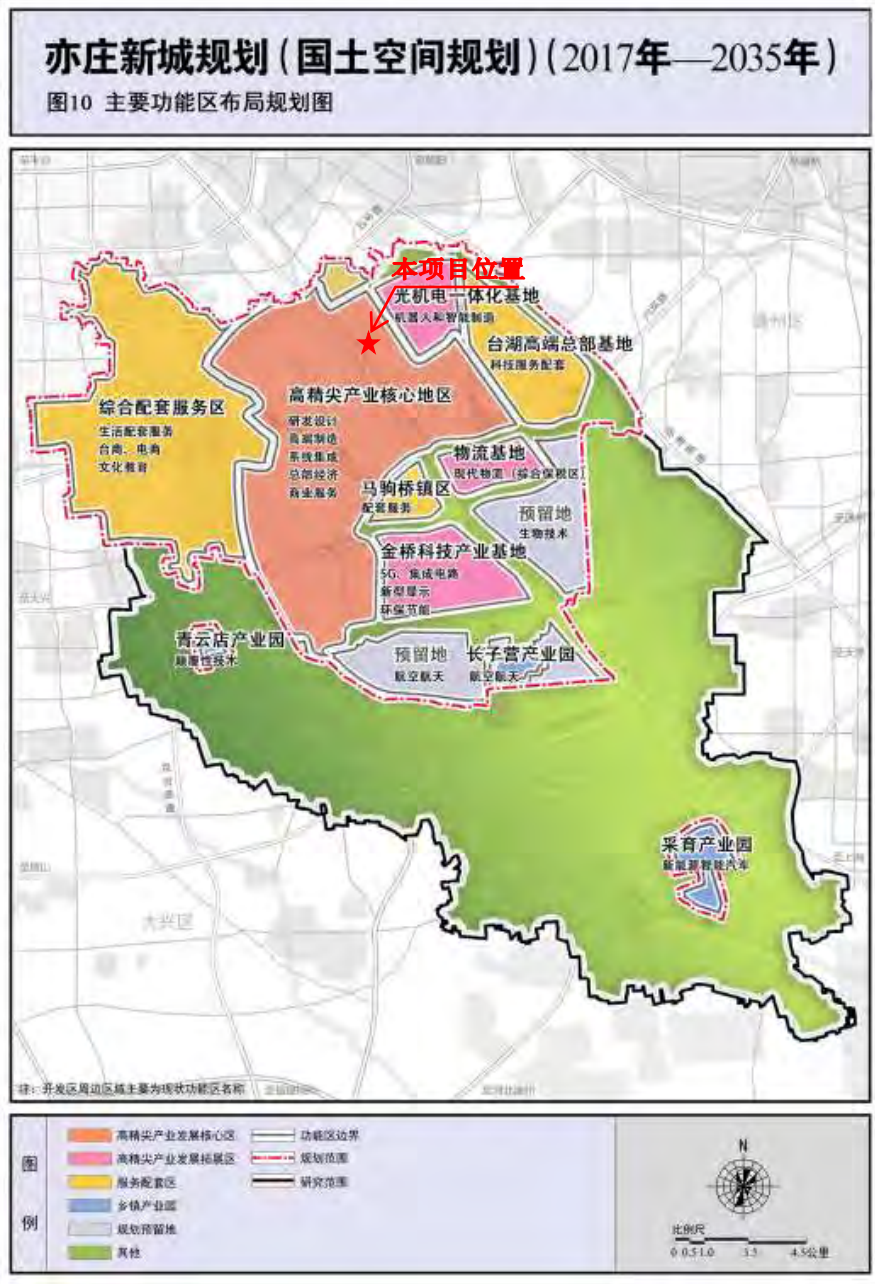 亦庄新城规划(国土空间规划)(2017年—2035年)
图10 主要功能区布局规划图
本项目位置
光机电一体化基地
机器人和智能制造
台湖高端总部基地
科技服务配套
通州区
综合配套服务区
生活配套服务
台商、电商
文化教育
高精尖产业核心地区
研发设计
高端制造
系统集成
总部经济
商业服务
物流基地
现代物流(综合保税区)
马驹桥镇区
配套服务
预留地
生物技术
金桥科技产业基地
5G、集成电路
新型显示
环保节能
青云店产业园
颠覆性技术
预留地
航空航天
长子营产业园
航空航天
采育产业园
新能源智能汽车
大兴区
注:开发区周边区域主要为现状功能区名称
图例
高精尖产业发展核心区
功能区边界
高精尖产业发展拓展区
规划范围
服务配套区
研究范围
乡镇产业园
规划预留地
其他
N
比例尺
0 0.5 1.0 3.5 4.5公里